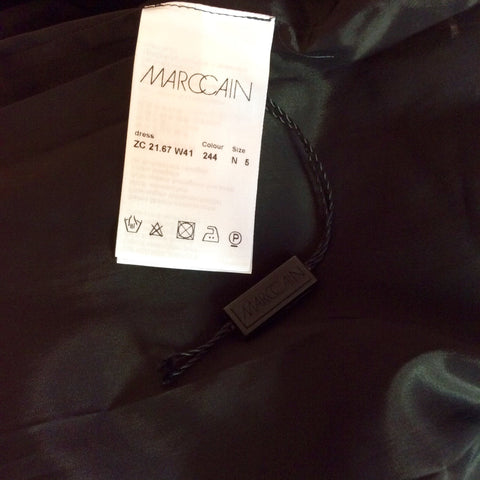 MARCCAIN
dress Colour Size
ZC 21.67 W41 244 N 5
P
MARCCAIN